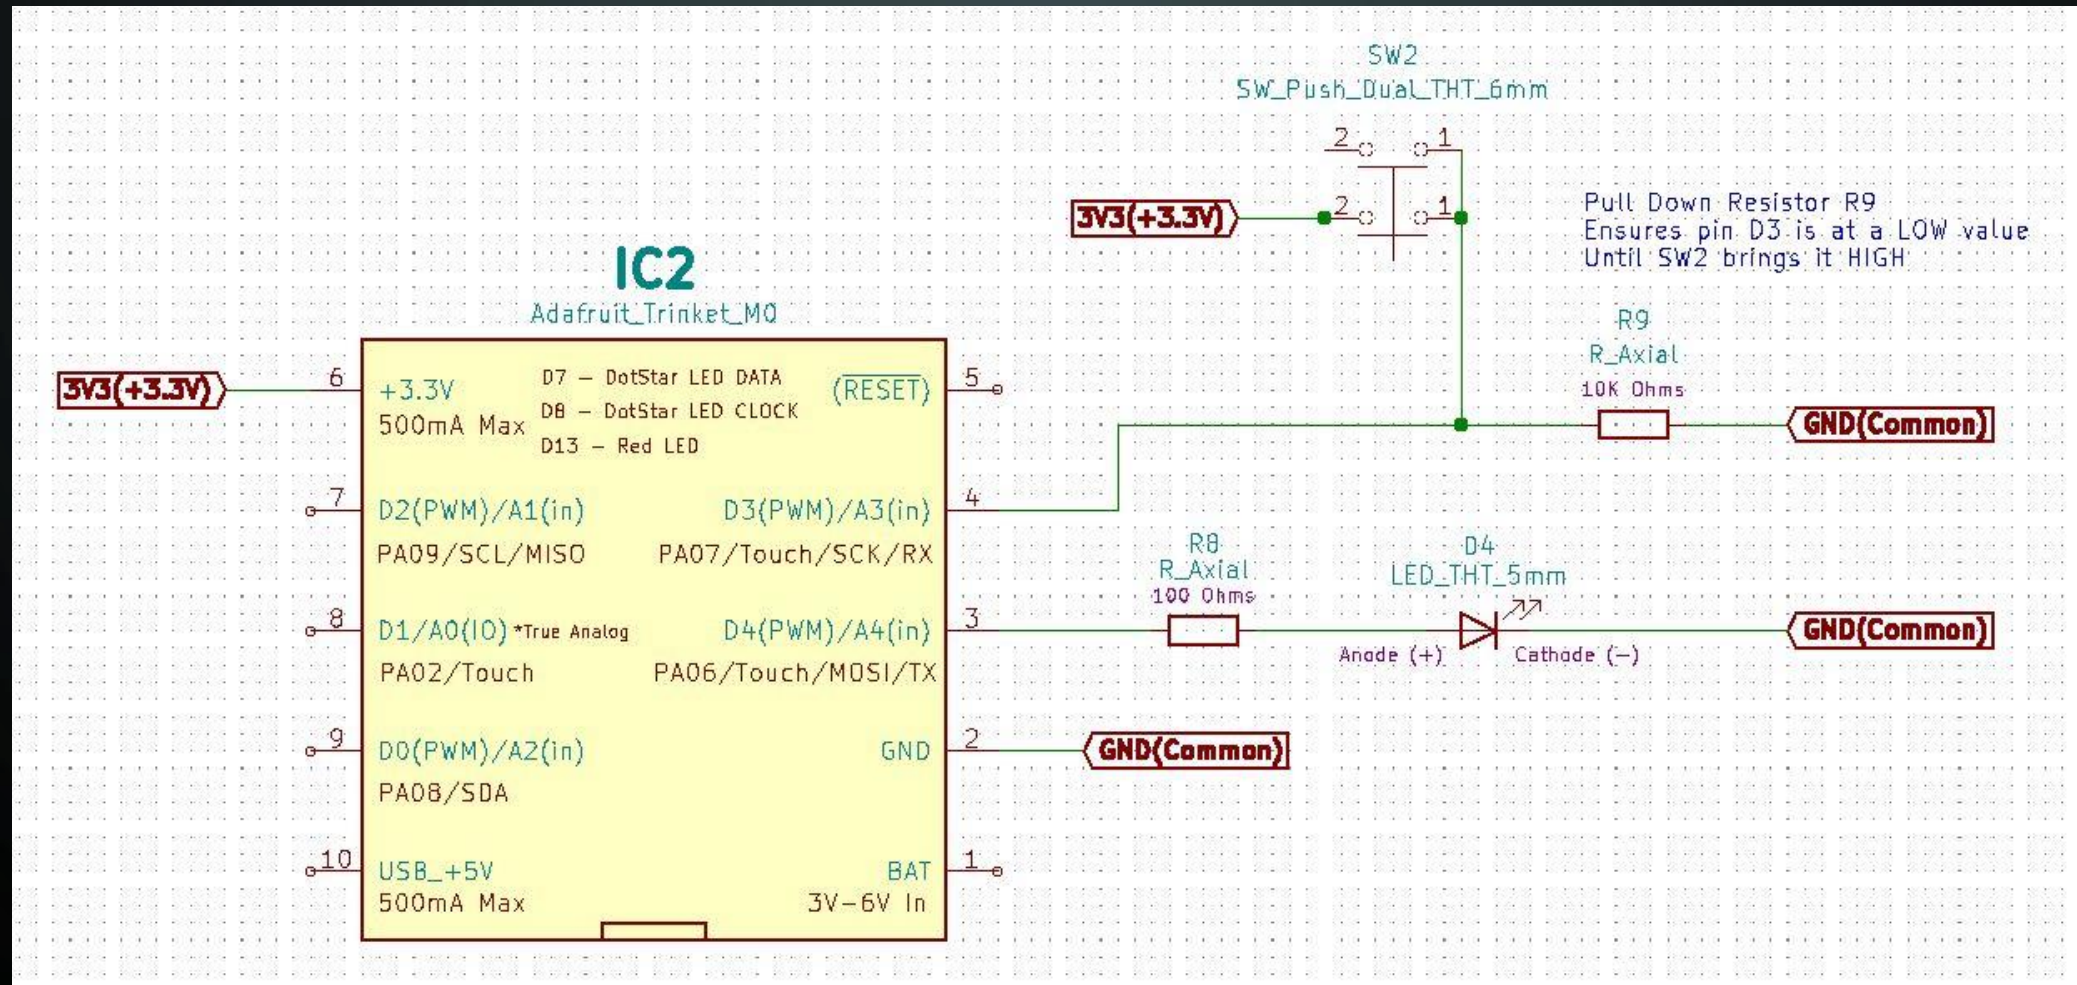 SW2
SW_Push_Dual_THT_6mm
2 1
3V3(+3.3V) 2 1
Pull Down Resistor R9
Ensures pin D3 is at a LOW value
Until SW2 brings it HIGH
IC2
Adafruit_Trinket_M0
R9
R_Axial
10K Ohms
GND(Common)
3V3(+3.3V) 6 +3.3V
500mA Max
D7 – DotStar LED DATA
D8 – DotStar LED CLOCK
D13 – Red LED
(RESET) 5
7 D2(PWM)/A1(in)
PA09/SCL/MISO
D3(PWM)/A3(in) 4
PA07/Touch/SCK/RX
R8
R_Axial
100 Ohms
D4
LED_THT_5mm
Anode (+)
Cathode (–)
GND(Common)
8 D1/A0(IO) *True Analog
PA02/Touch
D4(PWM)/A4(in) 3
PA06/Touch/MOSI/TX
9 D0(PWM)/A2(in)
PA08/SDA
GND 2
GND(Common)
10 USB_+5V
500mA Max
BAT 1
3V–6V In